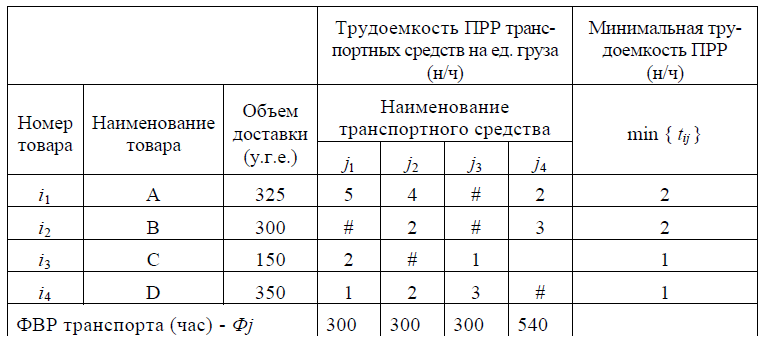 Трудоемкость ПРР транс-
портных средств на ед. груза
(н/ч)
Минимальная тру-
доемкость ПРР
(н/ч)
Номер
товара
Наименование
товара
Объем
доставки
(у.г.е.)
Наименование
транспортного средства
min { tij }
j1 j2 j3 j4
i1 A 325 5 4 # 2 2
i2 B 300 # 2 # 3 2
i3 C 150 2 # 1 1
i4 D 350 1 2 3 # 1
ФВР транспорта (час) - Фj 300 300 300 540